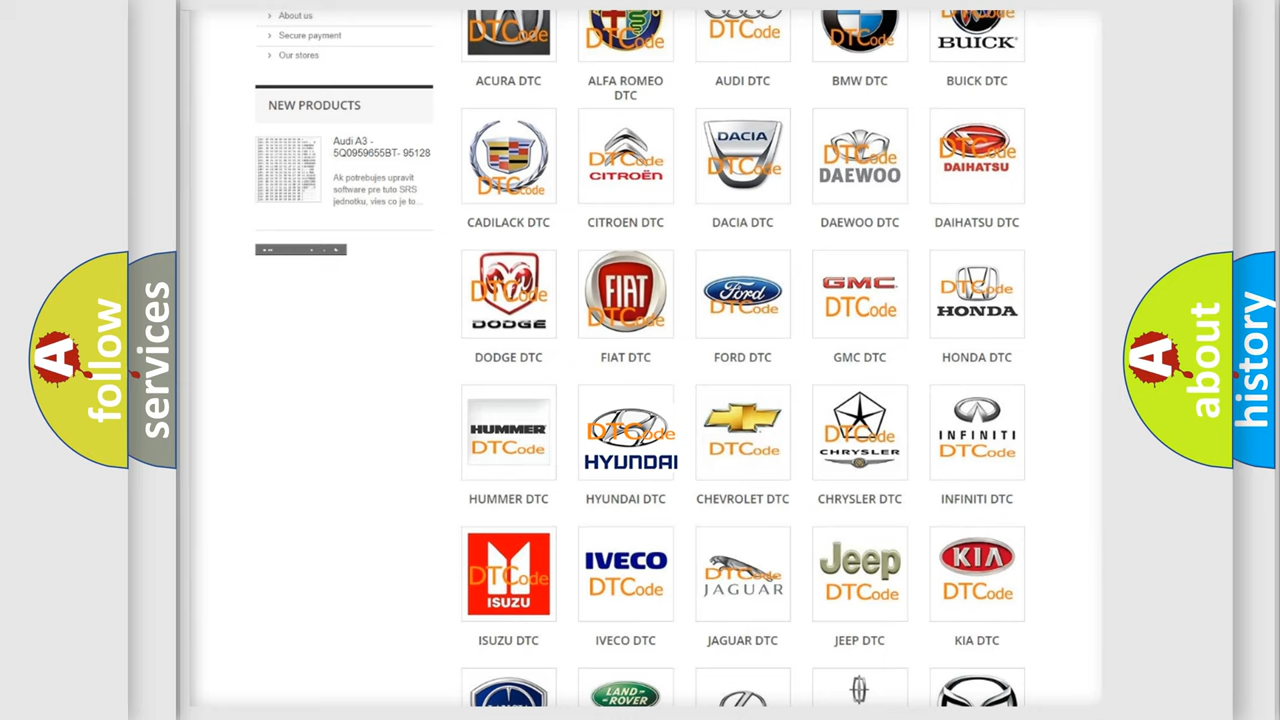 About us
Secure payment
Our stores
NEW PRODUCTS
Audi A3 -
5Q0959655BT- 95128
Ak potrebujes upravit
software pre tuto SRS
jednotku, vies co je to...
DTCode
DTCode
DTCode
DTCode
BUICK
ACURA DTC
ALFA ROMEO
DTC
AUDI DTC
BMW DTC
BUICK DTC
DTCode
DTCode
CITROËN
DACIA
DTCode
DTCode
DAEWOO
DTCode
DAIHATSU
CADILACK DTC
CITROEN DTC
DACIA DTC
DAEWOO DTC
DAIHATSU DTC
DTCode
DODGE
FIAT
DTCode
Ford
DTCode
GMC
DTCode
DTCode
HONDA
DODGE DTC
FIAT DTC
FORD DTC
GMC DTC
HONDA DTC
HUMMER
DTCode
DTCode
HYUNDAI
DTCode
DTCode
CHRYSLER
INFINITI
DTCode
HUMMER DTC
HYUNDAI DTC
CHEVROLET DTC
CHRYSLER DTC
INFINITI DTC
DTCode
ISUZU
IVECO
DTCode
DTCode
JAGUAR
Jeep
DTCode
KIA
DTCode
ISUZU DTC
IVECO DTC
JAGUAR DTC
JEEP DTC
KIA DTC
LAND-
ROVER
A
follow
services
A
about
history